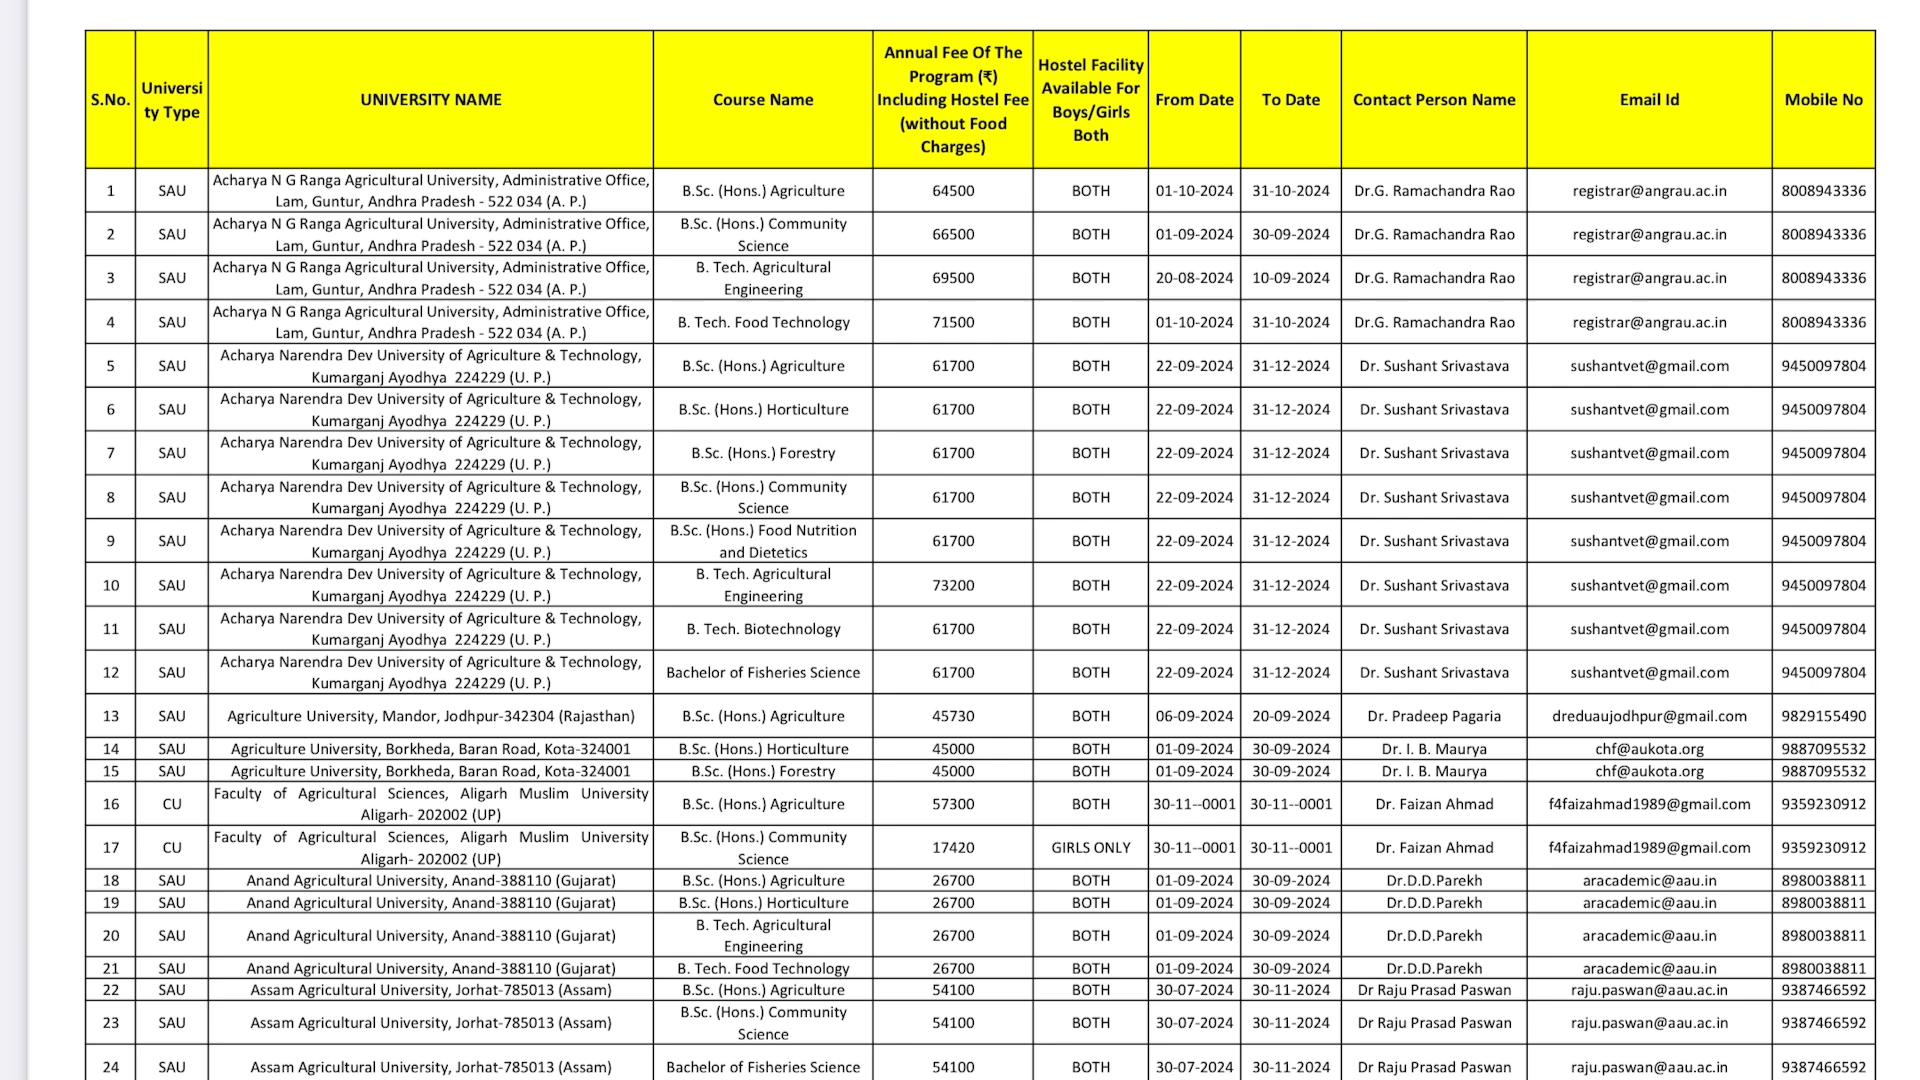 S.No. Universi ty Type UNIVERSITY NAME Course Name Annual Fee Of The Program (₹) Including Hostel Fee (without Food Charges) Hostel Facility Available For Boys/Girls Both From Date To Date Contact Person Name Email Id Mobile No
1 SAU Acharya N G Ranga Agricultural University, Administrative Office, Lam, Guntur, Andhra Pradesh - 522 034 (A. P.) B.Sc. (Hons.) Agriculture 64500 BOTH 01-10-2024 31-10-2024 Dr.G. Ramachandra Rao registrar@angrau.ac.in 8008943336
2 SAU Acharya N G Ranga Agricultural University, Administrative Office, Lam, Guntur, Andhra Pradesh - 522 034 (A. P.) B.Sc. (Hons.) Community Science 66500 BOTH 01-09-2024 30-09-2024 Dr.G. Ramachandra Rao registrar@angrau.ac.in 8008943336
3 SAU Acharya N G Ranga Agricultural University, Administrative Office, Lam, Guntur, Andhra Pradesh - 522 034 (A. P.) B. Tech. Agricultural Engineering 69500 BOTH 20-08-2024 10-09-2024 Dr.G. Ramachandra Rao registrar@angrau.ac.in 8008943336
4 SAU Acharya N G Ranga Agricultural University, Administrative Office, Lam, Guntur, Andhra Pradesh - 522 034 (A. P.) B. Tech. Food Technology 71500 BOTH 01-10-2024 31-10-2024 Dr.G. Ramachandra Rao registrar@angrau.ac.in 8008943336
5 SAU Acharya Narendra Dev University of Agriculture & Technology, Kumarganj Ayodhya 224229 (U. P.) B.Sc. (Hons.) Agriculture 61700 BOTH 22-09-2024 31-12-2024 Dr. Sushant Srivastava sushantvet@gmail.com 9450097804
6 SAU Acharya Narendra Dev University of Agriculture & Technology, Kumarganj Ayodhya 224229 (U. P.) B.Sc. (Hons.) Horticulture 61700 BOTH 22-09-2024 31-12-2024 Dr. Sushant Srivastava sushantvet@gmail.com 9450097804
7 SAU Acharya Narendra Dev University of Agriculture & Technology, Kumarganj Ayodhya 224229 (U. P.) B.Sc. (Hons.) Forestry 61700 BOTH 22-09-2024 31-12-2024 Dr. Sushant Srivastava sushantvet@gmail.com 9450097804
8 SAU Acharya Narendra Dev University of Agriculture & Technology, Kumarganj Ayodhya 224229 (U. P.) B.Sc. (Hons.) Community Science 61700 BOTH 22-09-2024 31-12-2024 Dr. Sushant Srivastava sushantvet@gmail.com 9450097804
9 SAU Acharya Narendra Dev University of Agriculture & Technology, Kumarganj Ayodhya 224229 (U. P.) B.Sc. (Hons.) Food Nutrition and Dietetics 61700 BOTH 22-09-2024 31-12-2024 Dr. Sushant Srivastava sushantvet@gmail.com 9450097804
10 SAU Acharya Narendra Dev University of Agriculture & Technology, Kumarganj Ayodhya 224229 (U. P.) B. Tech. Agricultural Engineering 73200 BOTH 22-09-2024 31-12-2024 Dr. Sushant Srivastava sushantvet@gmail.com 9450097804
11 SAU Acharya Narendra Dev University of Agriculture & Technology, Kumarganj Ayodhya 224229 (U. P.) B. Tech. Biotechnology 61700 BOTH 22-09-2024 31-12-2024 Dr. Sushant Srivastava sushantvet@gmail.com 9450097804
12 SAU Acharya Narendra Dev University of Agriculture & Technology, Kumarganj Ayodhya 224229 (U. P.) Bachelor of Fisheries Science 61700 BOTH 22-09-2024 31-12-2024 Dr. Sushant Srivastava sushantvet@gmail.com 9450097804
13 SAU Agriculture University, Mandor, Jodhpur-342304 (Rajasthan) B.Sc. (Hons.) Agriculture 45730 BOTH 06-09-2024 20-09-2024 Dr. Pradeep Pagaria dreduaujodhpur@gmail.com 9829155490
14 SAU Agriculture University, Borkheda, Baran Road, Kota-324001 B.Sc. (Hons.) Horticulture 45000 BOTH 01-09-2024 30-09-2024 Dr. I. B. Maurya chf@aukota.org 9887095532
15 SAU Agriculture University, Borkheda, Baran Road, Kota-324001 B.Sc. (Hons.) Forestry 45000 BOTH 01-09-2024 30-09-2024 Dr. I. B. Maurya chf@aukota.org 9887095532
16 CU Faculty of Agricultural Sciences, Aligarh Muslim University Aligarh- 202002 (UP) B.Sc. (Hons.) Agriculture 57300 BOTH 30-11--0001 30-11--0001 Dr. Faizan Ahmad f4faizahmad1989@gmail.com 9359230912
17 CU Faculty of Agricultural Sciences, Aligarh Muslim University Aligarh- 202002 (UP) B.Sc. (Hons.) Community Science 17420 GIRLS ONLY 30-11--0001 30-11--0001 Dr. Faizan Ahmad f4faizahmad1989@gmail.com 9359230912
18 SAU Anand Agricultural University, Anand-388110 (Gujarat) B.Sc. (Hons.) Agriculture 26700 BOTH 01-09-2024 30-09-2024 Dr.D.D.Parekh aracademic@aau.in 8980038811
19 SAU Anand Agricultural University, Anand-388110 (Gujarat) B.Sc. (Hons.) Horticulture 26700 BOTH 01-09-2024 30-09-2024 Dr.D.D.Parekh aracademic@aau.in 8980038811
20 SAU Anand Agricultural University, Anand-388110 (Gujarat) B. Tech. Agricultural Engineering 26700 BOTH 01-09-2024 30-09-2024 Dr.D.D.Parekh aracademic@aau.in 8980038811
21 SAU Anand Agricultural University, Anand-388110 (Gujarat) B. Tech. Food Technology 26700 BOTH 01-09-2024 30-09-2024 Dr.D.D.Parekh aracademic@aau.in 8980038811
22 SAU Assam Agricultural University, Jorhat-785013 (Assam) B.Sc. (Hons.) Agriculture 54100 BOTH 30-07-2024 30-11-2024 Dr Raju Prasad Paswan raju.paswan@aau.ac.in 9387466592
23 SAU Assam Agricultural University, Jorhat-785013 (Assam) B.Sc. (Hons.) Community Science 54100 BOTH 30-07-2024 30-11-2024 Dr Raju Prasad Paswan raju.paswan@aau.ac.in 9387466592
24 SAU Assam Agricultural University, Jorhat-785013 (Assam) Bachelor of Fisheries Science 54100 BOTH 30-07-2024 30-11-2024 Dr Raju Prasad Paswan raju.paswan@aau.ac.in 9387466592